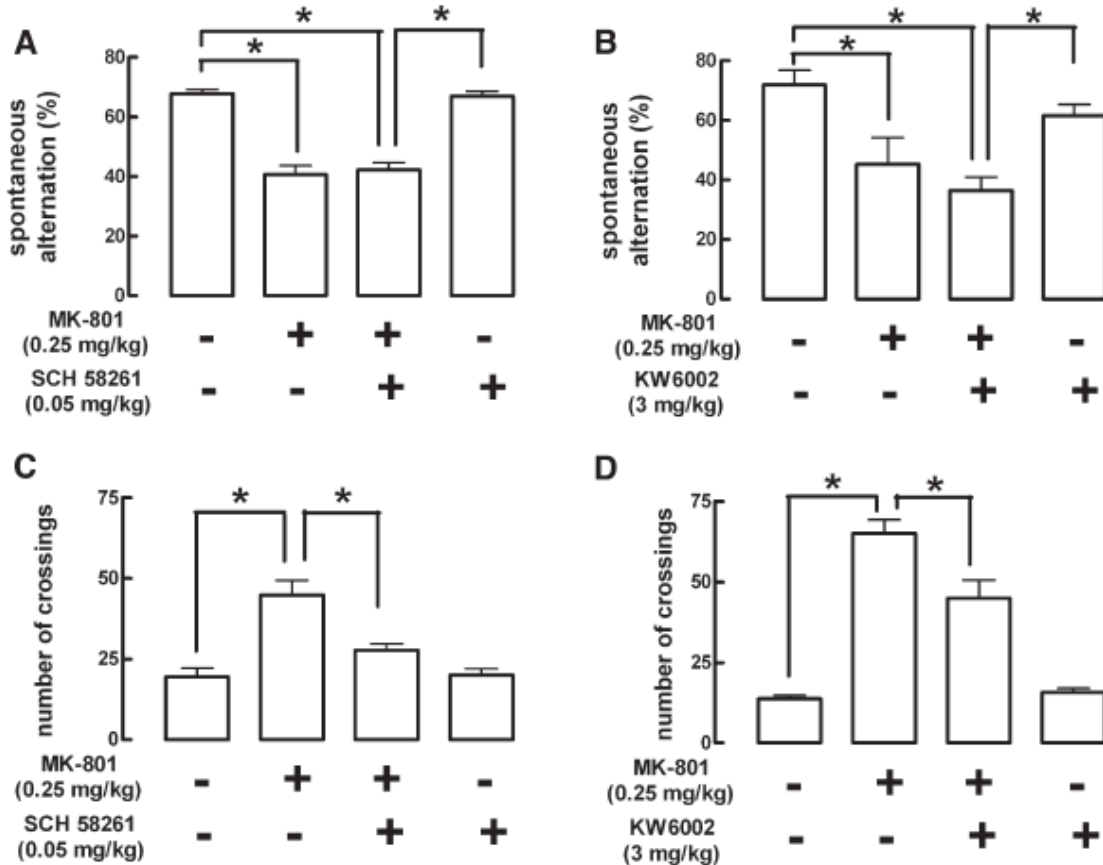 A
* *
*
80
60
40
20
0
spontaneous
alternation (%)
MK-801
(0.25 mg/kg)
- + + -
SCH 58261
(0.05 mg/kg)
- - + +
B
* *
*
80
60
40
20
0
spontaneous
alternation (%)
MK-801
(0.25 mg/kg)
- + + -
KW6002
(3 mg/kg)
- - + +
C
* *
75
50
25
0
number of crossings
MK-801
(0.25 mg/kg)
- + + -
SCH 58261
(0.05 mg/kg)
- - + +
D
* *
75
50
25
0
number of crossings
MK-801
(0.25 mg/kg)
- + + -
KW6002
(3 mg/kg)
- - + +